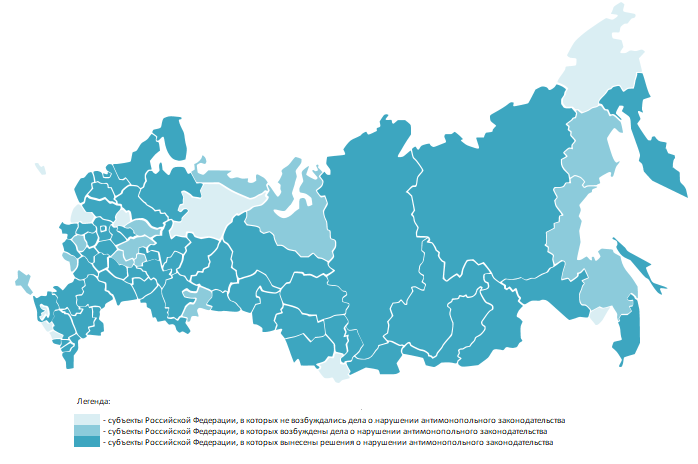 Легенда:
- субъекты Российской Федерации, в которых не возбуждались дела о нарушении антимонопольного законодательства
- субъекты Российской Федерации, в которых возбуждены дела о нарушении антимонопольного законодательства
- субъекты Российской Федерации, в которых вынесены решения о нарушении антимонопольного законодательства